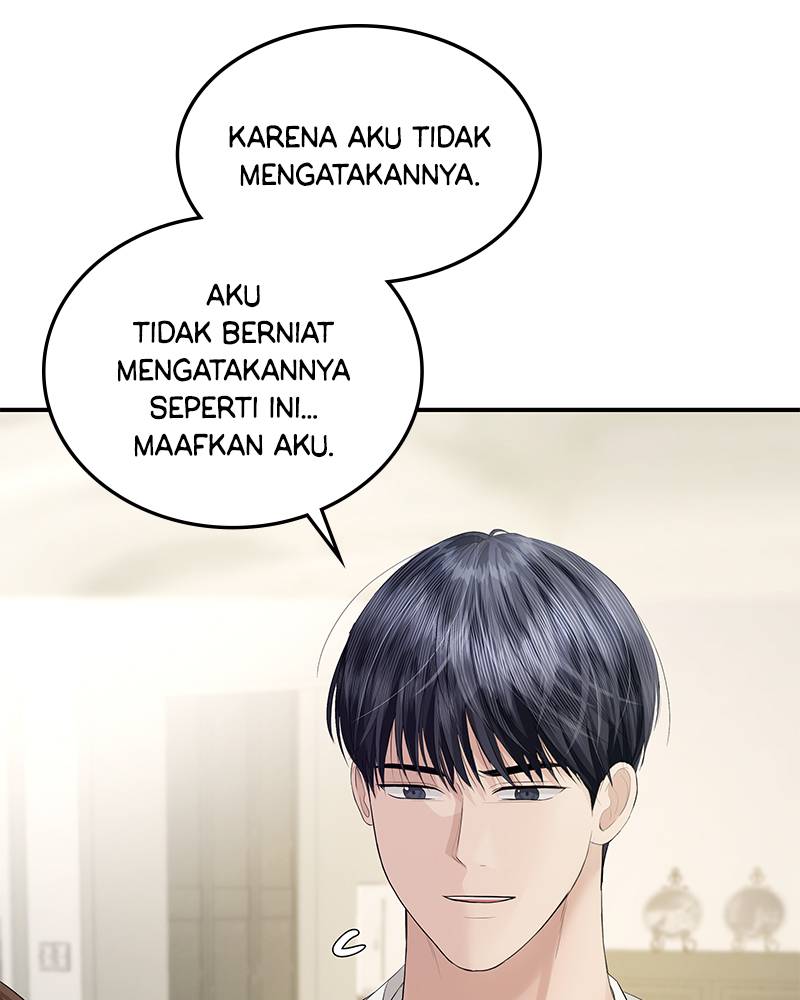 KARENA AKU TIDAK
MENGATAKANNYA.
AKU
TIDAK BERNIAT
MENGATAKANNYA
SEPERTI INI...
MAAFKAN AKU.